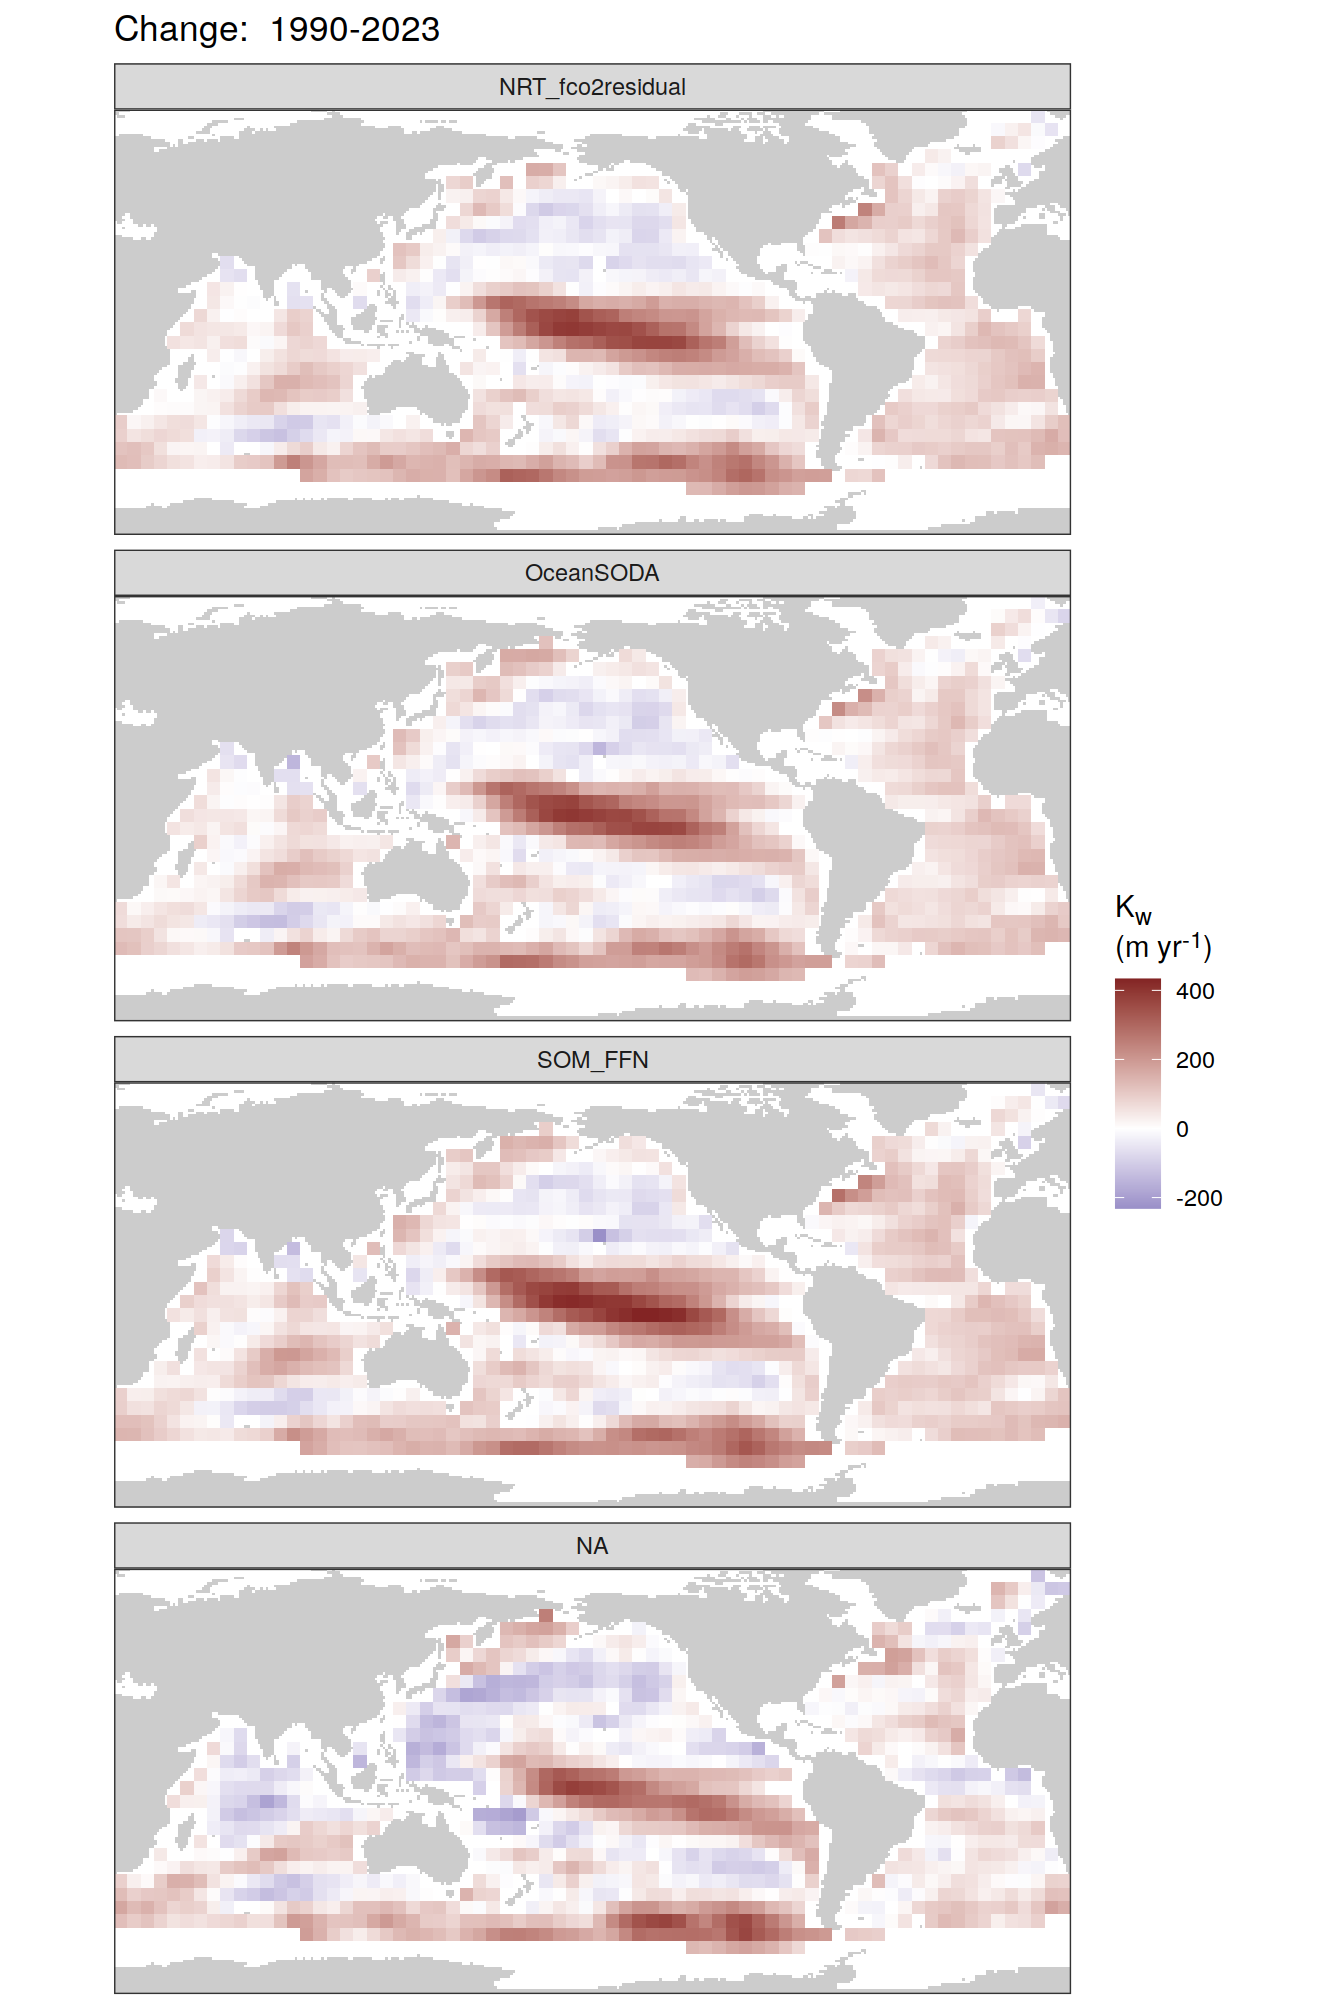 Change:  1990-2023
NRT_fco2residual
OceanSODA
SOM_FFN
NA
Kw
(m yr-1)
400
200
0
-200